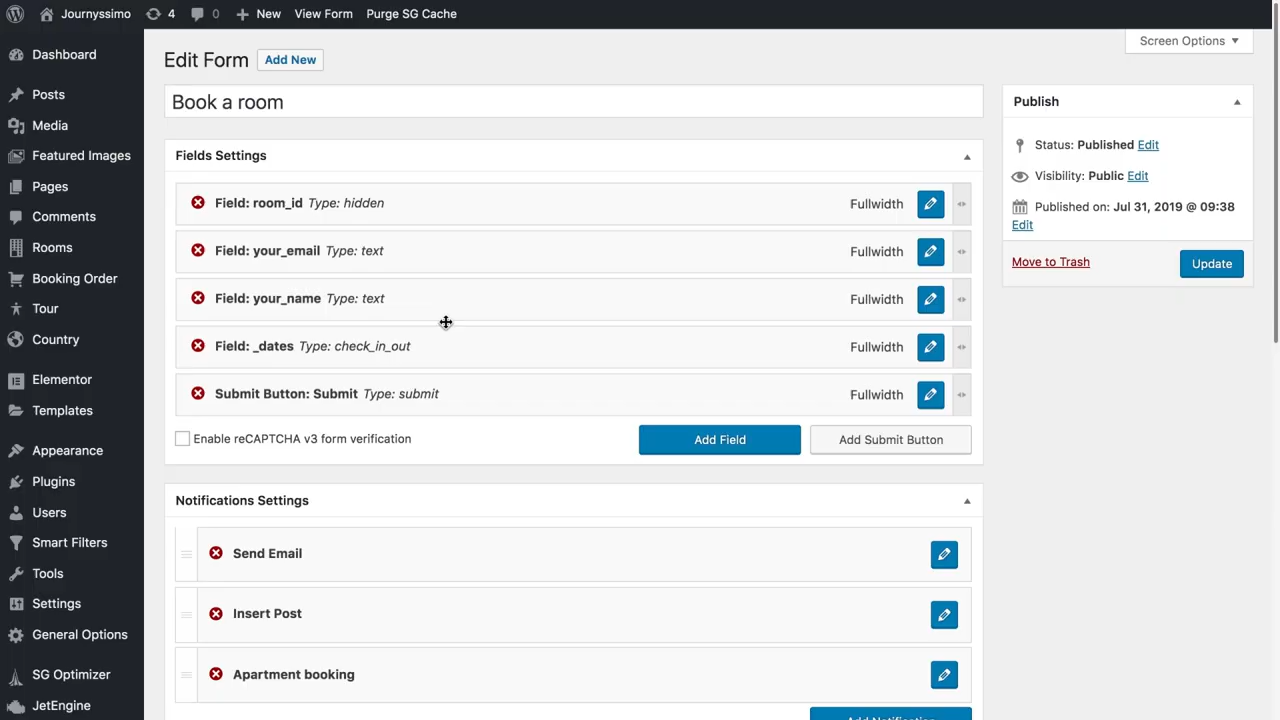 Journyssimo 4 0 New View Form Purge SG Cache
Screen Options
Edit Form Add New
Book a room
Dashboard
Posts
Media
Featured Images
Pages
Comments
Rooms
Booking Order
Tour
Country
Elementor
Templates
Appearance
Plugins
Users
Smart Filters
Tools
Settings
General Options
SG Optimizer
JetEngine
Fields Settings
Field: room_id Type: hidden Fullwidth
Field: your_email Type: text Fullwidth
Field: your_name Type: text Fullwidth
Field: _dates Type: check_in_out Fullwidth
Submit Button: Submit Type: submit Fullwidth
Enable reCAPTCHA v3 form verification Add Field Add Submit Button
Notifications Settings
Send Email
Insert Post
Apartment booking
Add Notification
Publish
Status: Published Edit
Visibility: Public Edit
Published on: Jul 31, 2019 @ 09:38
Edit
Move to Trash Update